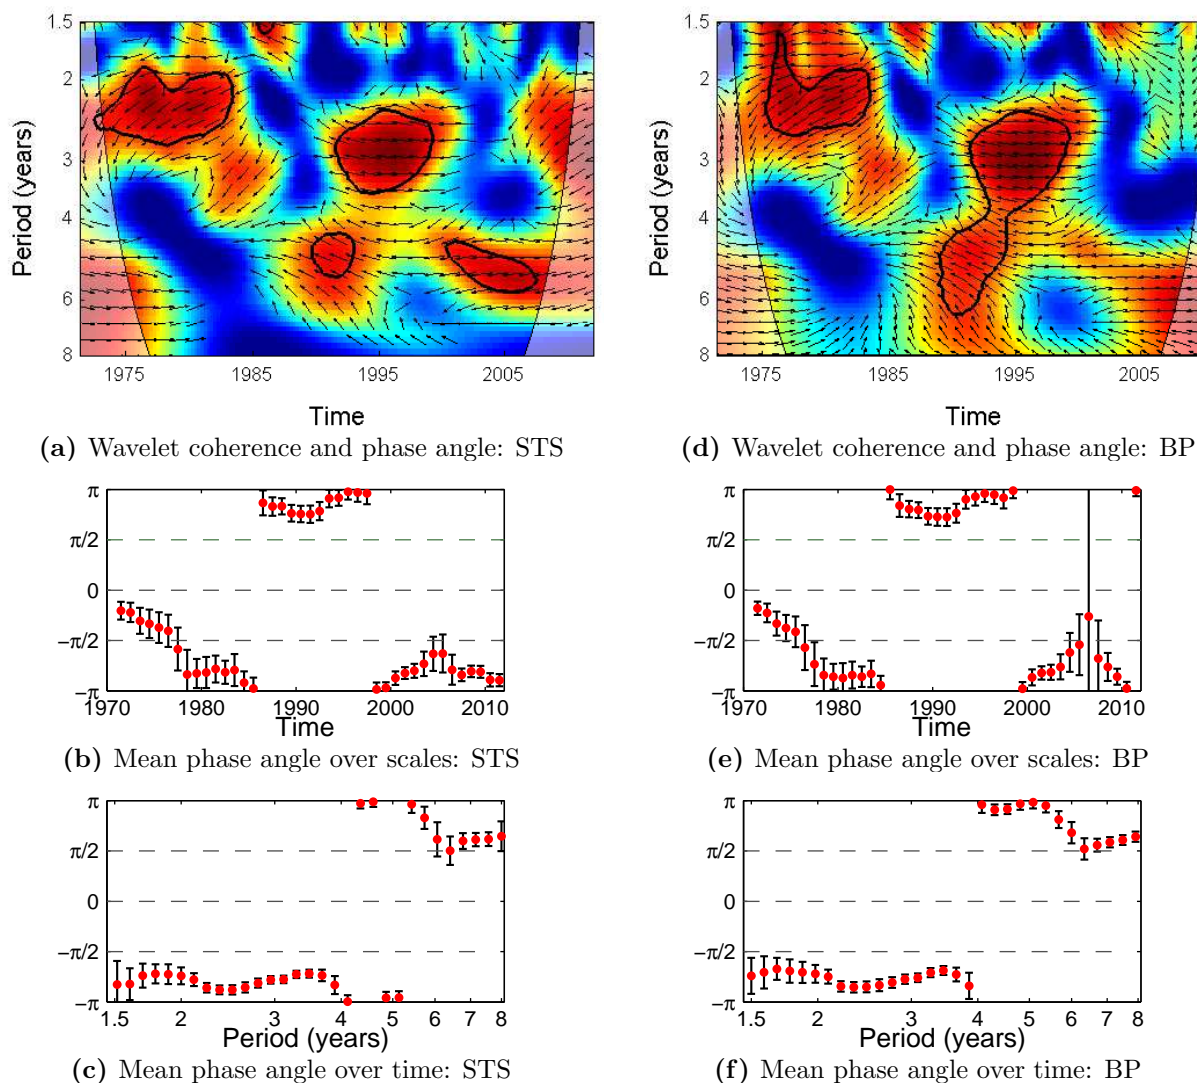 1.5
2
3
4
6
8
Period (years)
1975
1985
1995
2005
Time
(a) Wavelet coherence and phase angle: STS
1.5
2
3
4
6
8
Period (years)
1975
1985
1995
2005
Time
(d) Wavelet coherence and phase angle: BP
π
π/2
0
−π/2
−π
1970
1980
1990
2000
2010
Time
(b) Mean phase angle over scales: STS
π
π/2
0
−π/2
−π
1970
1980
1990
2000
2010
Time
(e) Mean phase angle over scales: BP
π
π/2
0
−π/2
−π
1.5
2
3
4
5
6
7
8
Period (years)
(c) Mean phase angle over time: STS
π
π/2
0
−π/2
−π
1.5
2
3
4
5
6
7
8
Period (years)
(f) Mean phase angle over time: BP